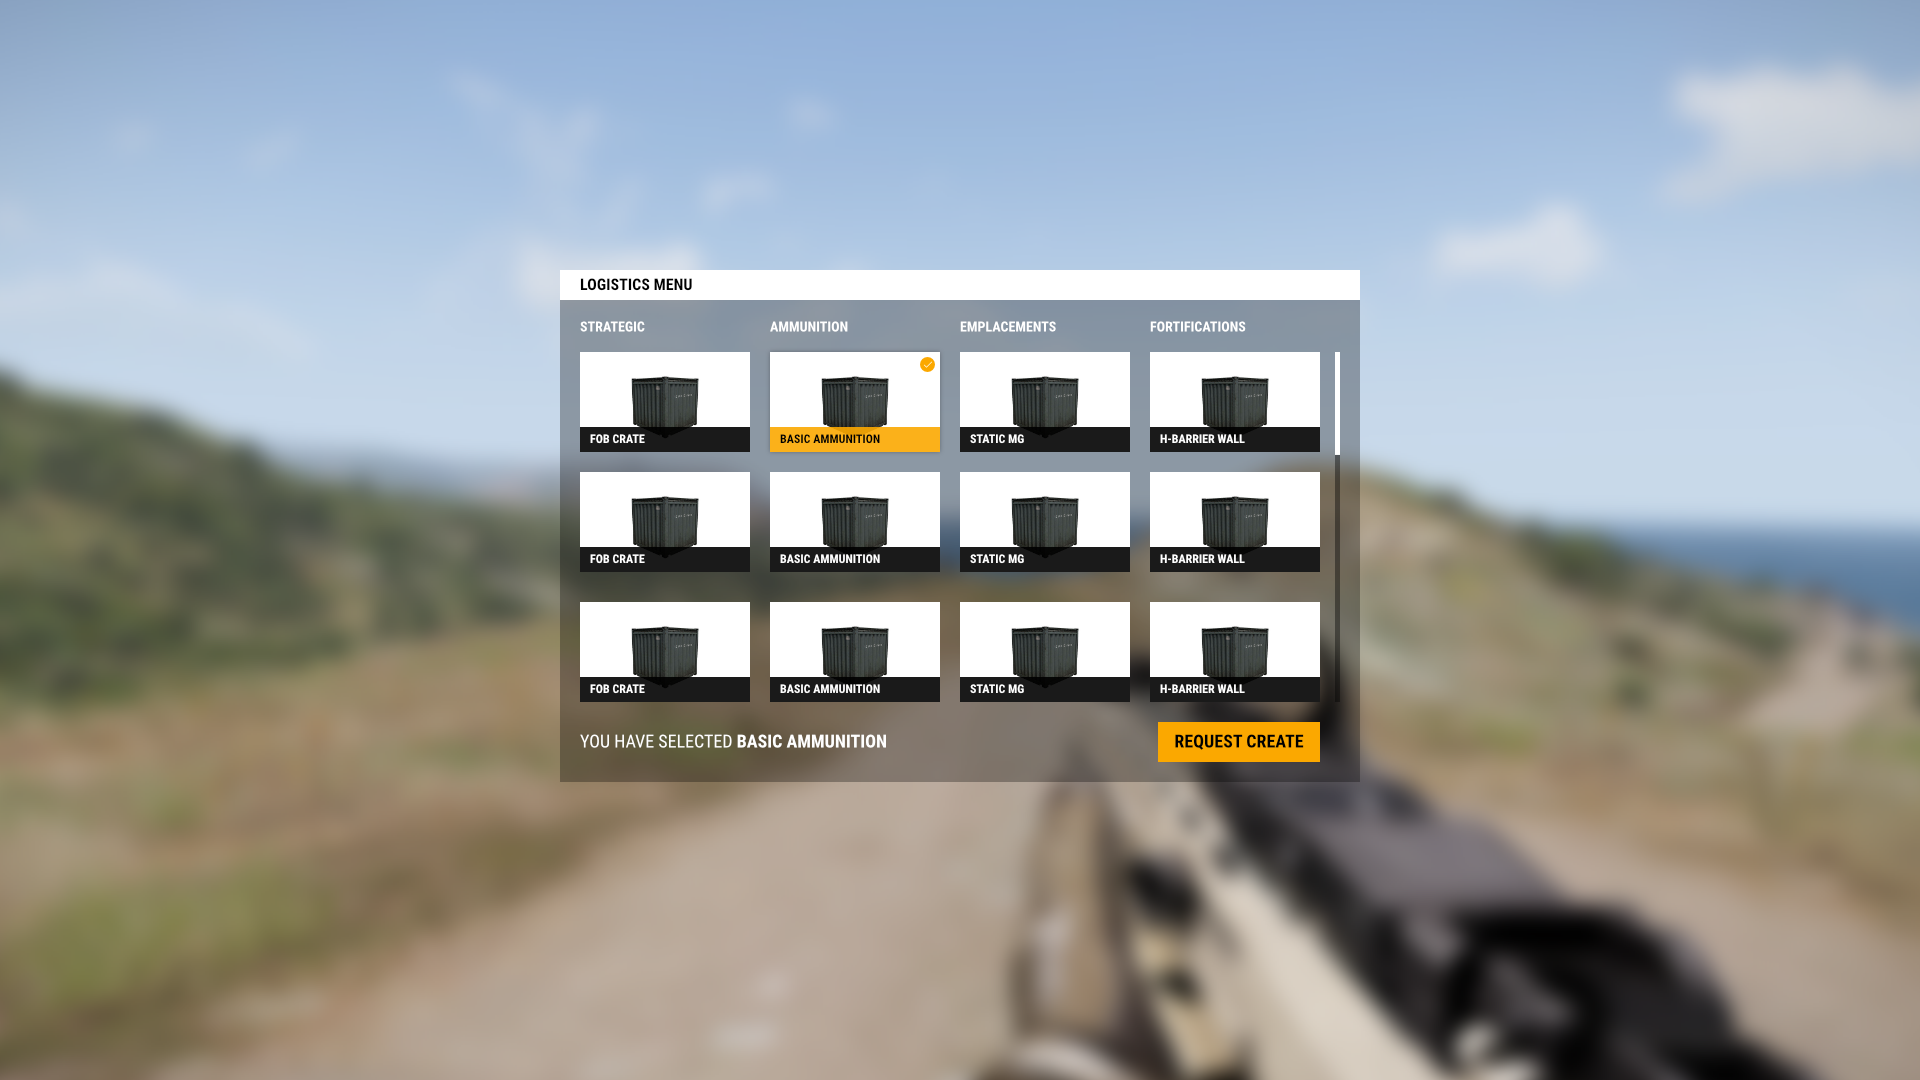 LOGISTICS MENU
STRATEGIC AMMUNITION EMPLACEMENTS FORTIFICATIONS
FOB CRATE BASIC AMMUNITION STATIC MG H-BARRIER WALL
FOB CRATE BASIC AMMUNITION STATIC MG H-BARRIER WALL
FOB CRATE BASIC AMMUNITION STATIC MG H-BARRIER WALL
YOU HAVE SELECTED BASIC AMMUNITION REQUEST CREATE